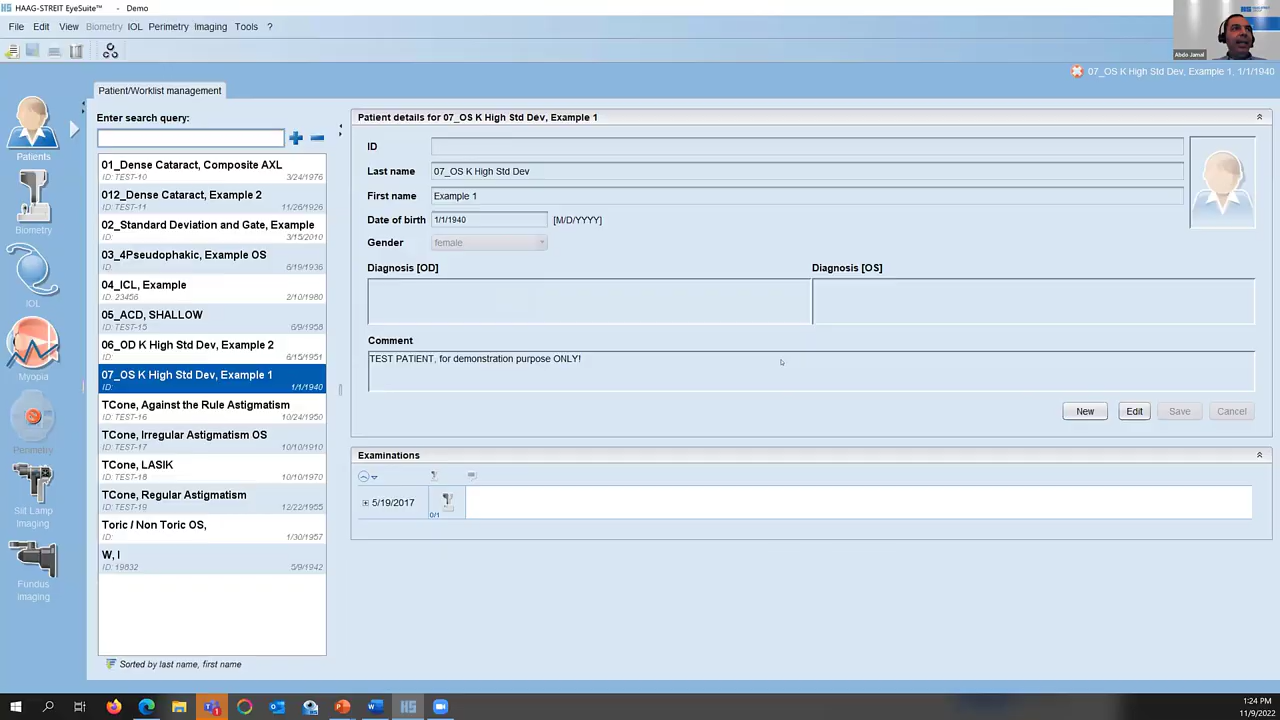 HS HAAG-STREIT EyeSuite™ - Demo
File Edit View Biometry IOL Perimetry Imaging Tools ?
Abdo Jamal
07_OS K High Std Dev, Example 1, 1/1/1940
Patient/Worklist management
Enter search query:
01_Dense Cataract, Composite AXL
ID: TEST-10 3/24/1976
012_Dense Cataract, Example 2
ID: TEST-11 11/26/1926
02_Standard Deviation and Gate, Example
ID: 3/15/2010
03_4Pseudophakic, Example OS
ID: 6/19/1936
04_ICL, Example
ID: 23456 2/10/1980
05_ACD, SHALLOW
ID: TEST-15 6/9/1958
06_OD K High Std Dev, Example 2
ID: 6/15/1951
07_OS K High Std Dev, Example 1
ID: 1/1/1940
TCone, Against the Rule Astigmatism
ID: TEST-16 10/24/1950
TCone, Irregular Astigmatism OS
ID: TEST-17 10/10/1910
TCone, LASIK
ID: TEST-18 10/10/1970
TCone, Regular Astigmatism
ID: TEST-19 12/22/1955
Toric / Non Toric OS,
ID: 1/30/1957
W, I
ID: 19832 5/9/1942
Sorted by last name, first name
Patients
Biometry
IOL
Myopia
Perimetry
Slit Lamp
Imaging
Fundus
Imaging
Patient details for 07_OS K High Std Dev, Example 1
ID
Last name 07_OS K High Std Dev
First name Example 1
Date of birth 1/1/1940 [M/D/YYYY]
Gender female
Diagnosis [OD] Diagnosis [OS]
Comment
TEST PATIENT, for demonstration purpose ONLY!
New Edit Save Cancel
Examinations
5/19/2017 0/1
1:24 PM
11/9/2022